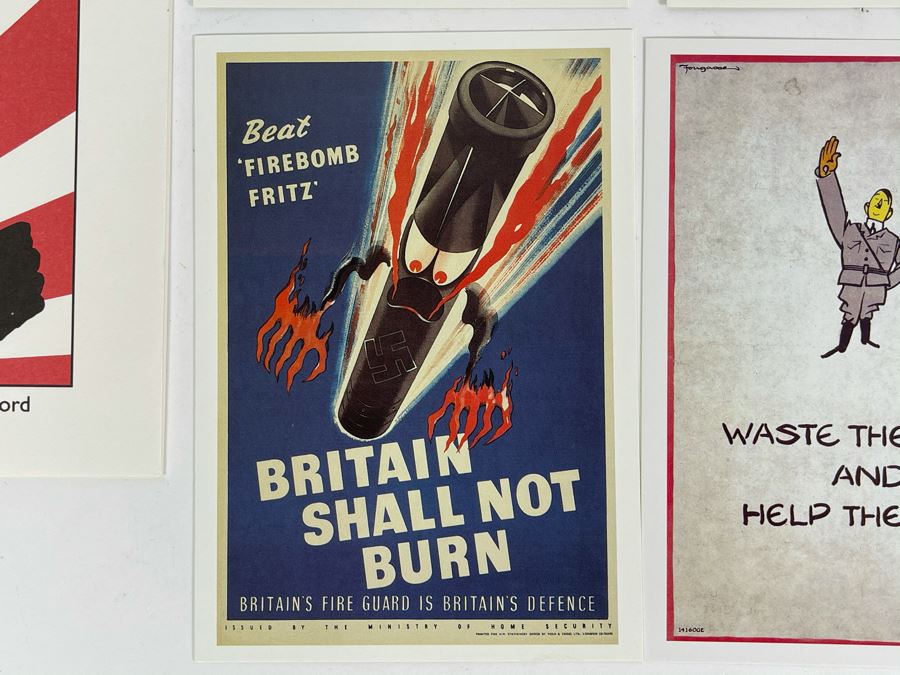 ord
Beat
'FIREBOMB
FRITZ'
BRITAIN
SHALL NOT
BURN
BRITAIN'S FIRE GUARD IS BRITAIN'S DEFENCE
ISSUED BY THE MINISTRY OF HOME SECURITY
Fougasse
WASTE THE
AND
HELP THE